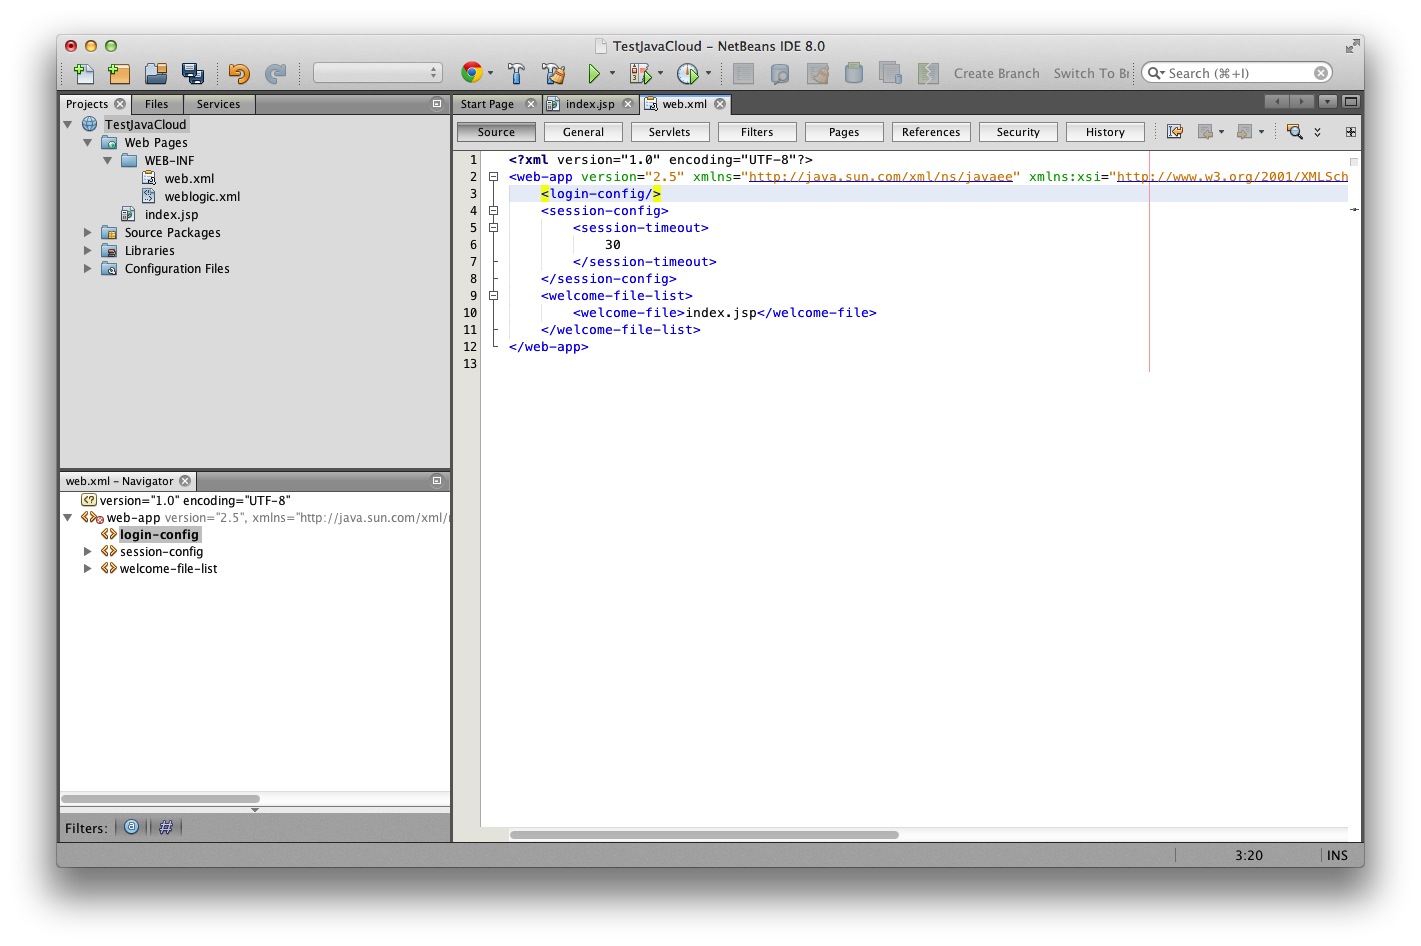 TestJavaCloud – NetBeans IDE 8.0
Create Branch Switch To Br Search (⌘+I)
Projects Files Services
TestJavaCloud
Web Pages
WEB-INF
web.xml
weblogic.xml
index.jsp
Source Packages
Libraries
Configuration Files
web.xml – Navigator
version="1.0" encoding="UTF-8"
web-app version="2.5", xmlns="http://java.sun.com/xml/
login-config
session-config
welcome-file-list
Filters: @ #
Start Page index.jsp web.xml
Source General Servlets Filters Pages References Security History
1 <?xml version="1.0" encoding="UTF-8"?>
2 <web-app version="2.5" xmlns="http://java.sun.com/xml/ns/javaee" xmlns:xsi="http://www.w3.org/2001/XMLSch
3 <login-config/>
4 <session-config>
5 <session-timeout>
6 30
7 </session-timeout>
8 </session-config>
9 <welcome-file-list>
10 <welcome-file>index.jsp</welcome-file>
11 </welcome-file-list>
12 </web-app>
13
3:20 INS